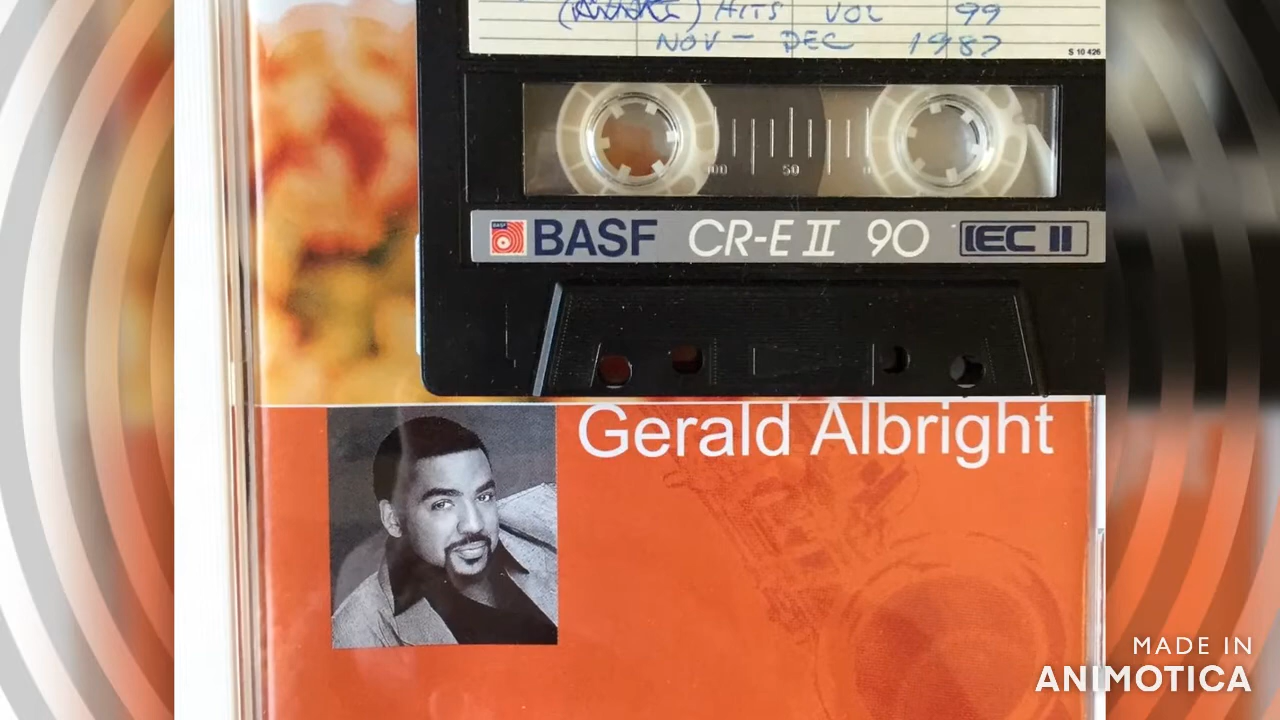 HITS VOL 99
NOV - DEC 1987
S 10 426
100 50 0
BASF
BASF CR-E II 90 IEC II
Gerald Albright
MADE IN
ANIMOTICA